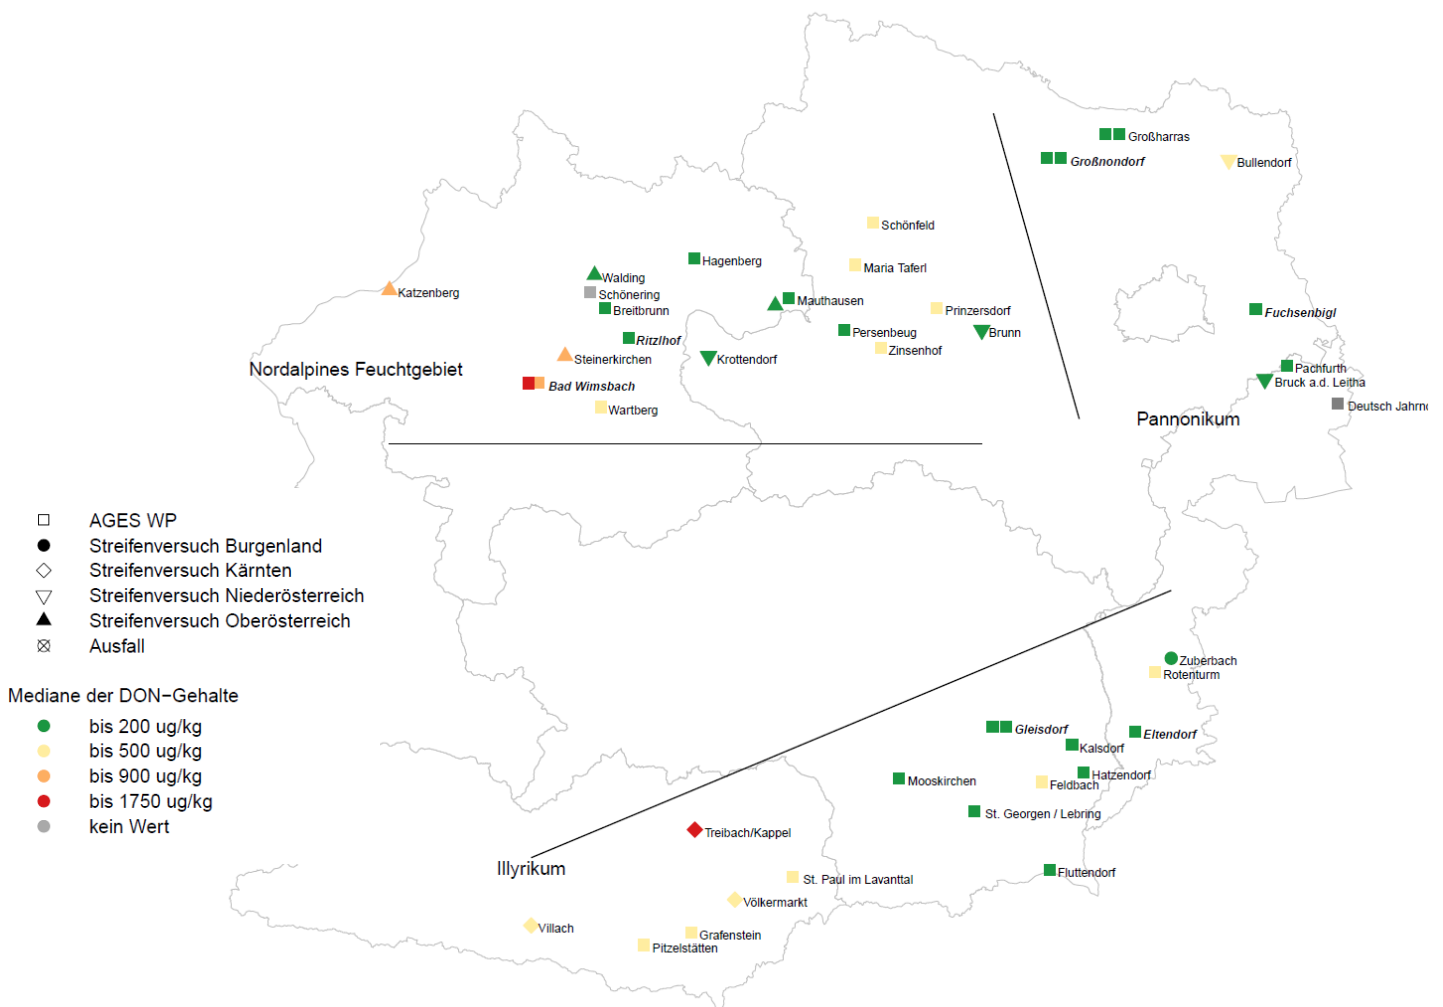 Großharras
Großnondorf
Bullendorf
Schönfeld
Hagenberg
Maria Taferl
Walding
Katzenberg
Schönering
Mauthausen
Breitbrunn
Prinzersdorf
Fuchsenbigl
Persenbeug
Brunn
Ritzlhof
Zinsenhof
Steinerkirchen
Krottendorf
Nordalpines Feuchtgebiet
Pachfurth
Bruck a.d. Leitha
Bad Wimsbach
Wartberg
Deutsch Jahrnd
Pannonikum
AGES WP
Streifenversuch Burgenland
Streifenversuch Kärnten
Streifenversuch Niederösterreich
Streifenversuch Oberösterreich
Ausfall
Zuberbach
Rotenturm
Mediane der DON−Gehalte
bis 200 ug/kg
bis 500 ug/kg
bis 900 ug/kg
bis 1750 ug/kg
kein Wert
Gleisdorf
Eltendorf
Kalsdorf
Hatzendorf
Mooskirchen
Feldbach
St. Georgen / Lebring
Treibach/Kappel
Illyrikum
Fluttendorf
St. Paul im Lavanttal
Völkermarkt
Villach
Grafenstein
Pitzelstätten